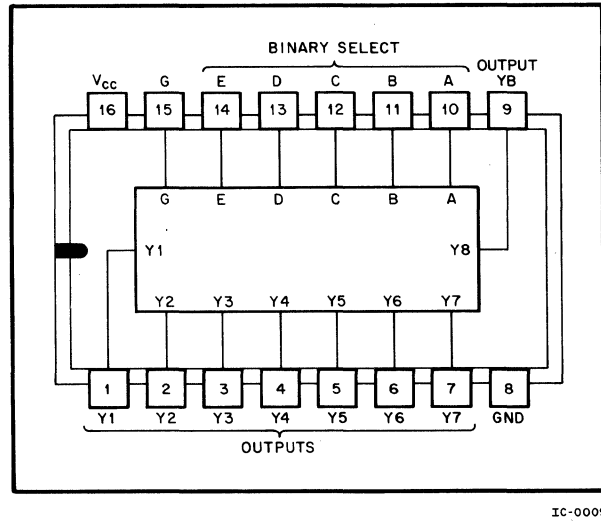 BINARY SELECT
VCC G E D C B A OUTPUT YB
16 15 14 13 12 11 10 9
G E D C B A
Y1 Y8
Y2 Y3 Y4 Y5 Y6 Y7
1 2 3 4 5 6 7 8
Y1 Y2 Y3 Y4 Y5 Y6 Y7 GND
OUTPUTS